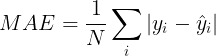 MAE = \frac{1}{N} \sum_{i} |y_i - \hat{y}_i|